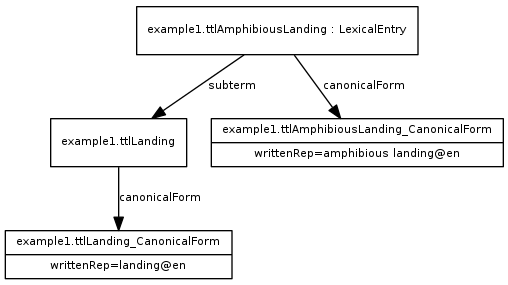 example1.ttlAmphibiousLanding : LexicalEntry
subterm
canonicalForm
example1.ttlLanding
example1.ttlAmphibiousLanding_CanonicalForm
writtenRep=amphibious landing@en
canonicalForm
example1.ttlLanding_CanonicalForm
writtenRep=landing@en